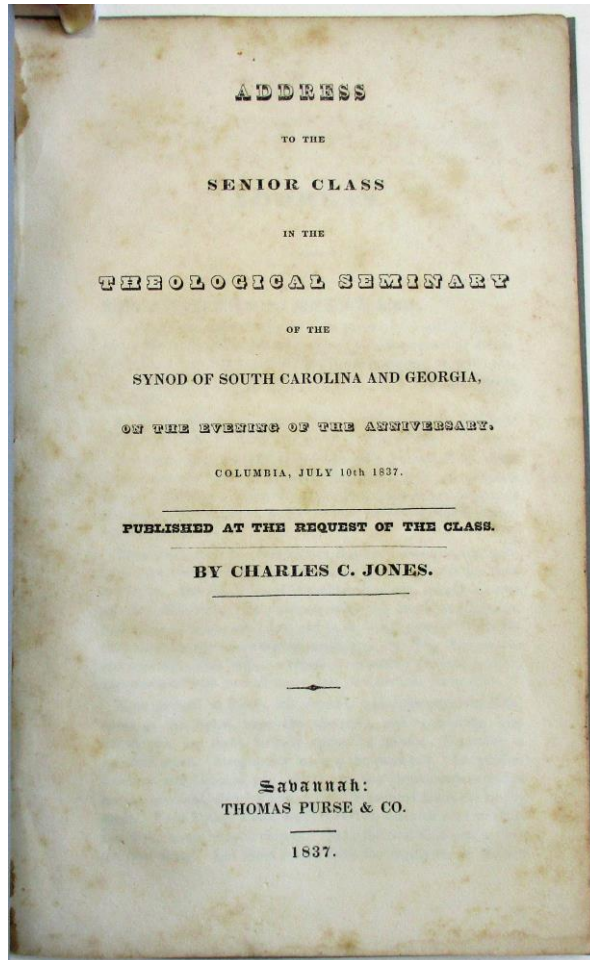 ADDRESS
TO THE
SENIOR CLASS
IN THE
THEOLOGICAL SEMINARY
OF THE
SYNOD OF SOUTH CAROLINA AND GEORGIA,
ON THE EVENING OF THE ANNIVERSARY.
COLUMBIA, JULY 10th 1837.
PUBLISHED AT THE REQUEST OF THE CLASS.
BY CHARLES C. JONES.
Savannah:
THOMAS PURSE & CO.
1837.